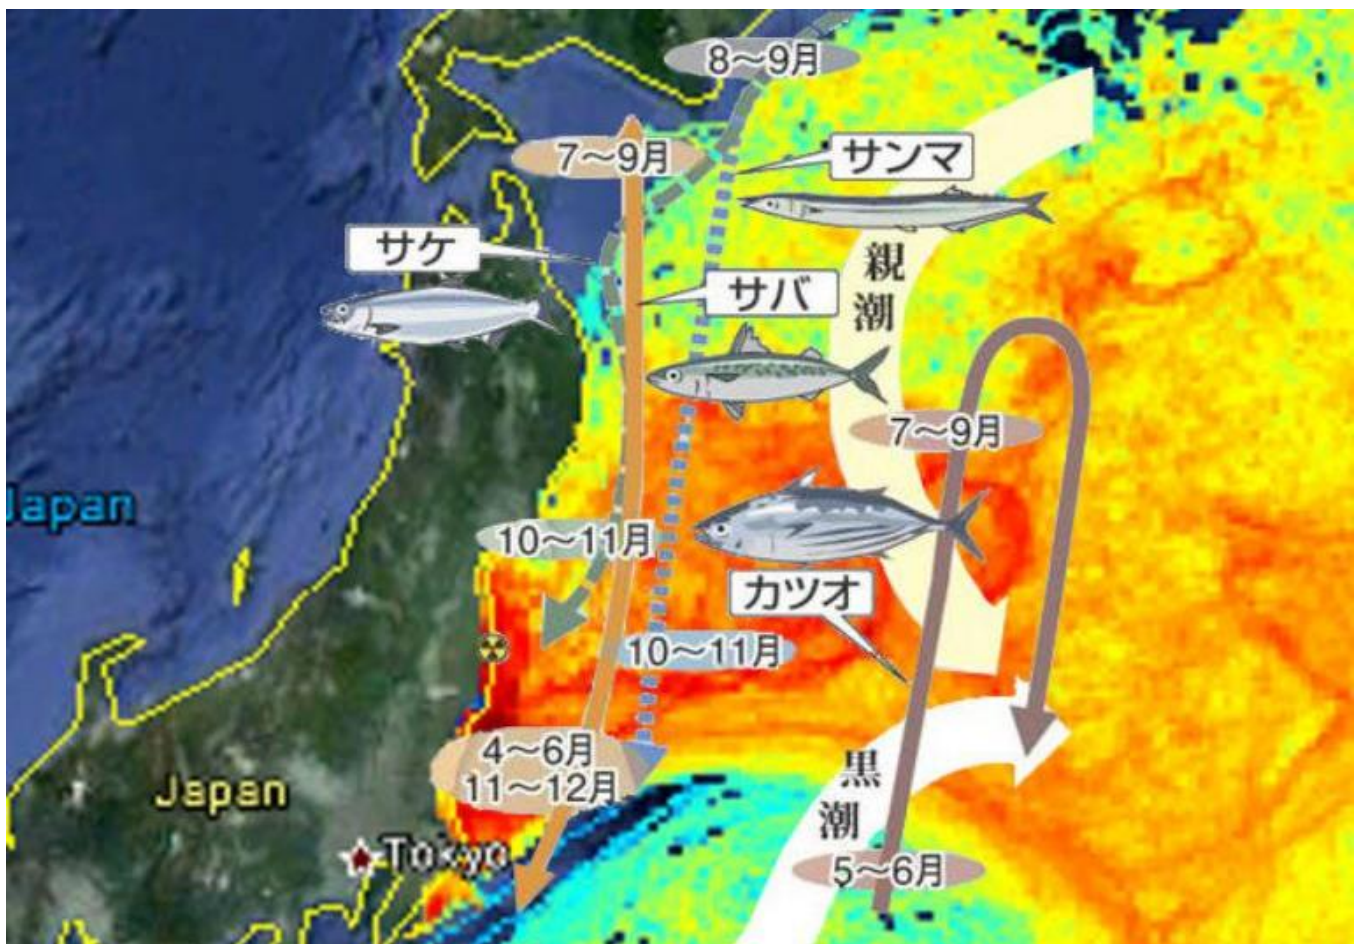 8〜9月
7〜9月
サンマ
サケ
サバ
親潮
7〜9月
Japan
10〜11月
カツオ
10〜11月
4〜6月
11〜12月
黒潮
Japan
Tokyo
5〜6月